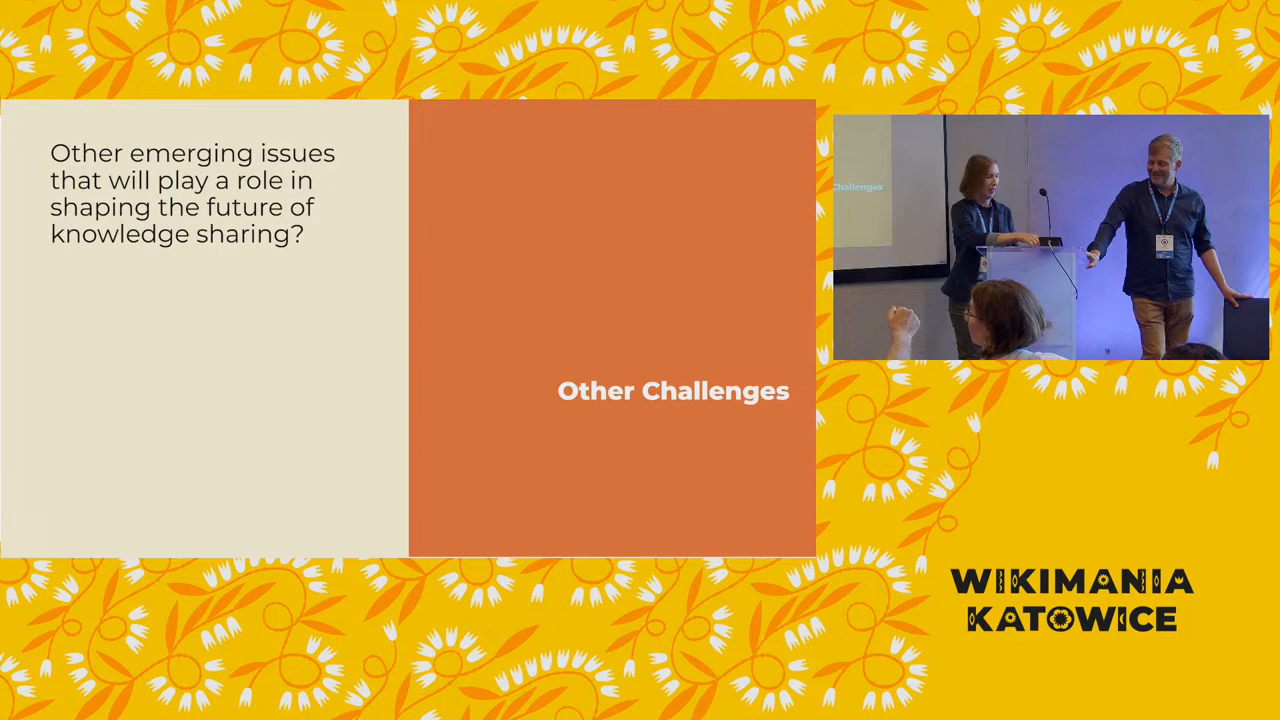 Other emerging issues
that will play a role in
shaping the future of
knowledge sharing?
Other Challenges
Challenges
WIKIMANIA
KATOWICE